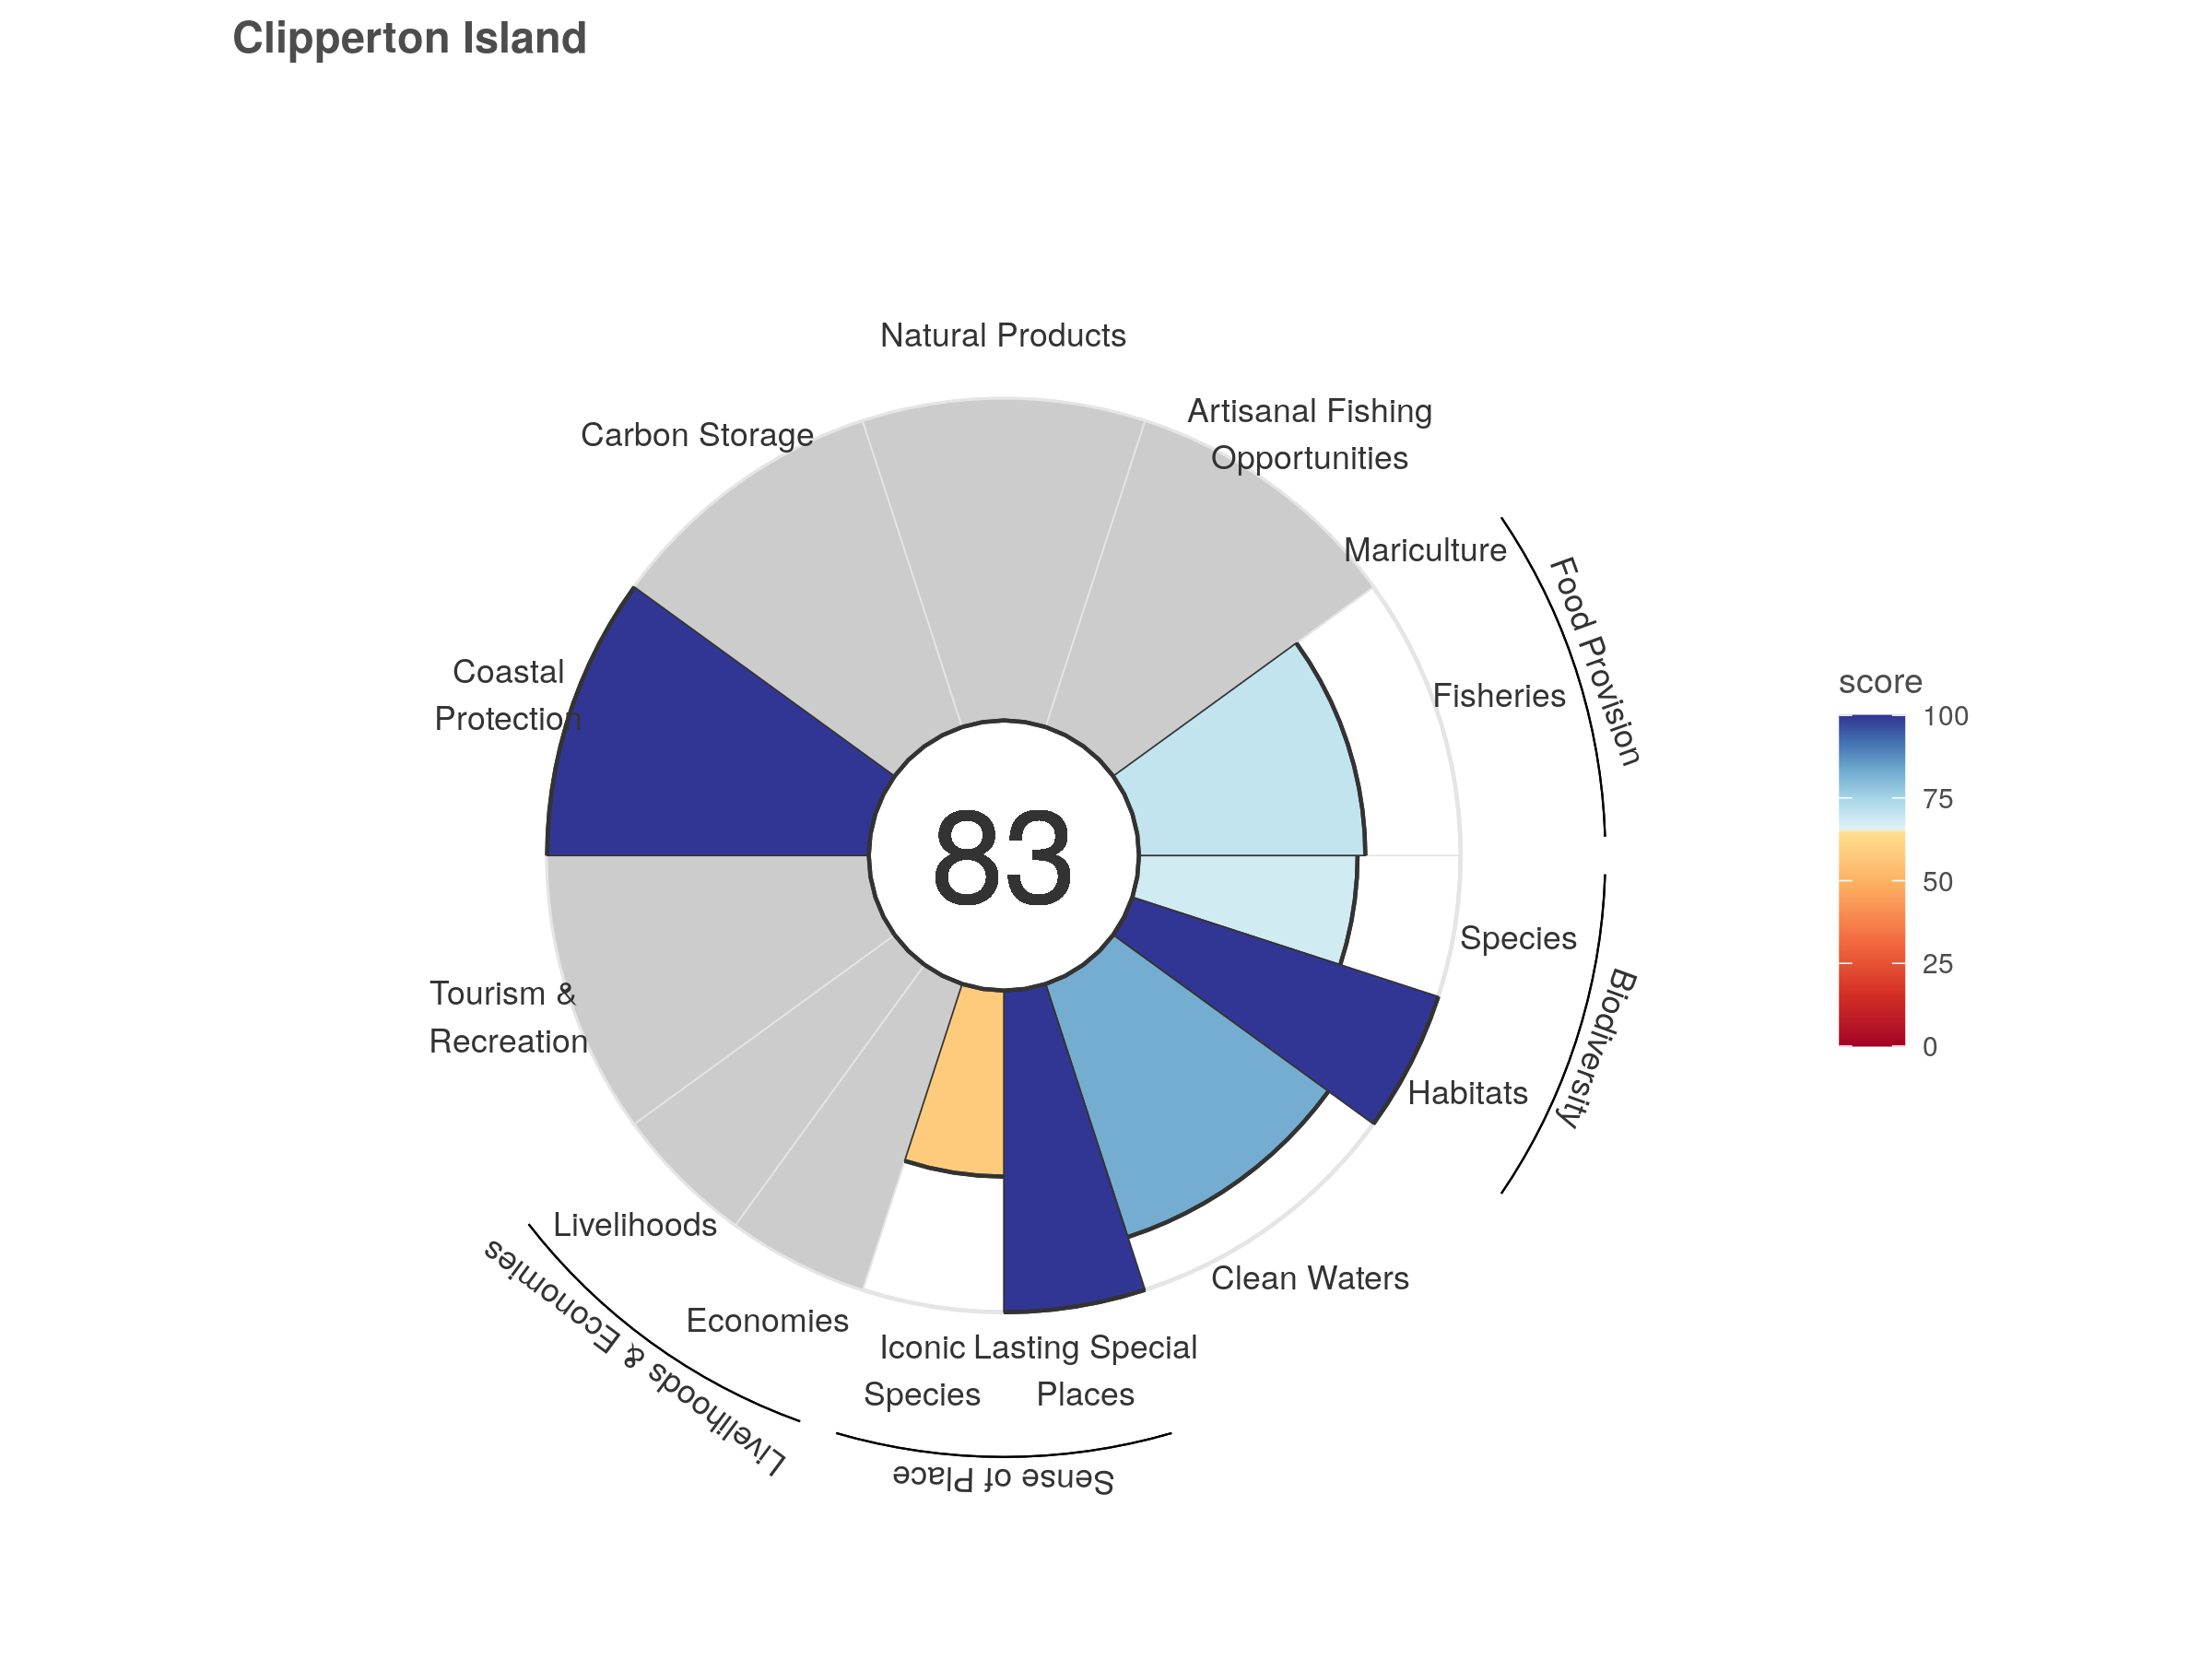 Clipperton Island
Natural Products
Artisanal Fishing
Opportunities
Carbon Storage
Mariculture
Food Provision
Fisheries
Coastal
Protection
83
Species
Biodiversity
Habitats
Tourism &
Recreation
Livelihoods
Livelihoods & Economies
Economies
Clean Waters
Iconic
Species
Lasting Special
Places
Sense of Place
score
100
75
50
25
0